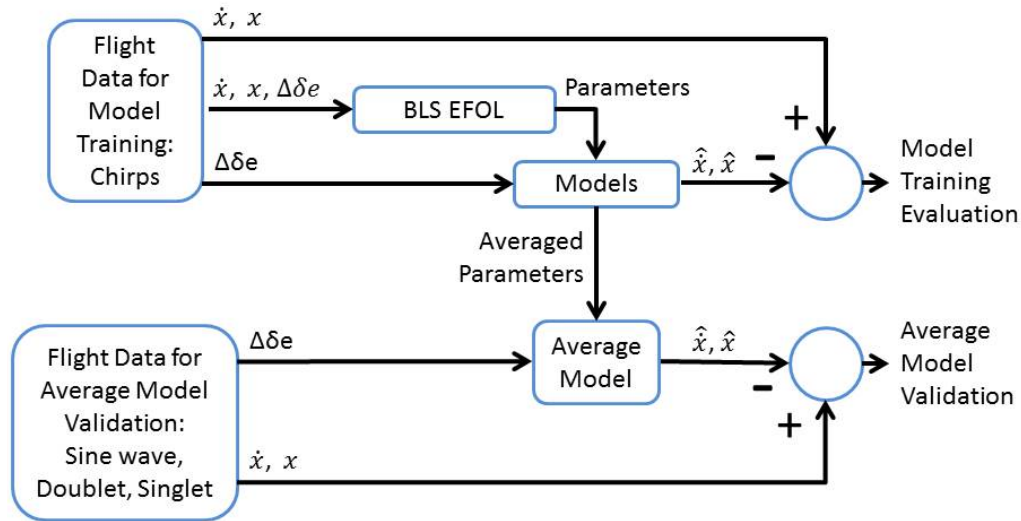 Flight
Data for
Model
Training:
Chirps
ẋ, x
ẋ, x, Δδe
Δδe
BLS EFOL
Parameters
Models
x̂̇, x̂
+
-
Model
Training
Evaluation
Averaged
Parameters
Flight Data for
Average Model
Validation:
Sine wave,
Doublet, Singlet
Δδe
ẋ, x
Average
Model
x̂̇, x̂
-
+
Average
Model
Validation